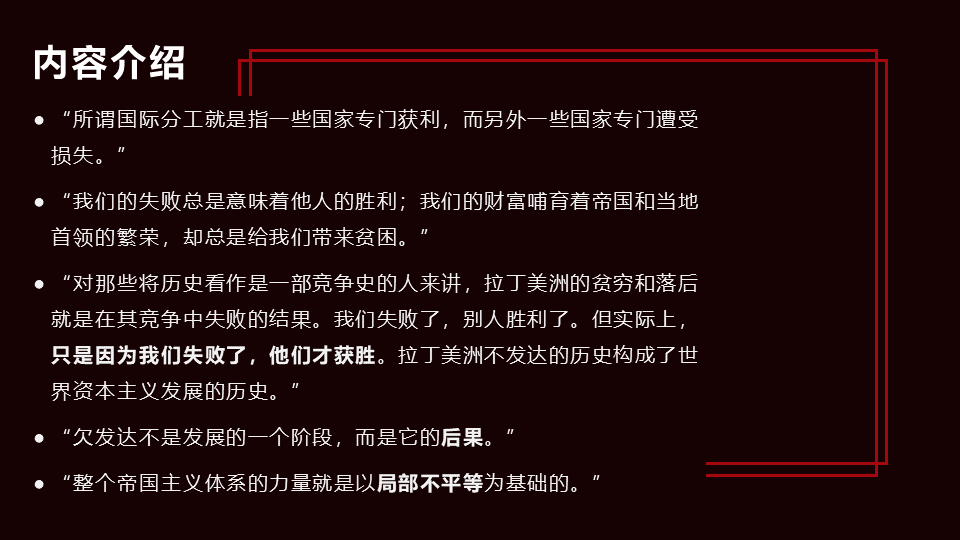 内容介绍
● “所谓国际分工就是指一些国家专门获利，而另外一些国家专门遭受
损失。”
● “我们的失败总是意味着他人的胜利；我们的财富哺育着帝国和当地
首领的繁荣，却总是给我们带来贫困。”
● “对那些将历史看作是一部竞争史的人来讲，拉丁美洲的贫穷和落后
就是在其竞争中失败的结果。我们失败了，别人胜利了。但实际上，
只是因为我们失败了，他们才获胜。拉丁美洲不发达的历史构成了世
界资本主义发展的历史。”
● “欠发达不是发展的一个阶段，而是它的后果。”
● “整个帝国主义体系的力量就是以局部不平等为基础的。”